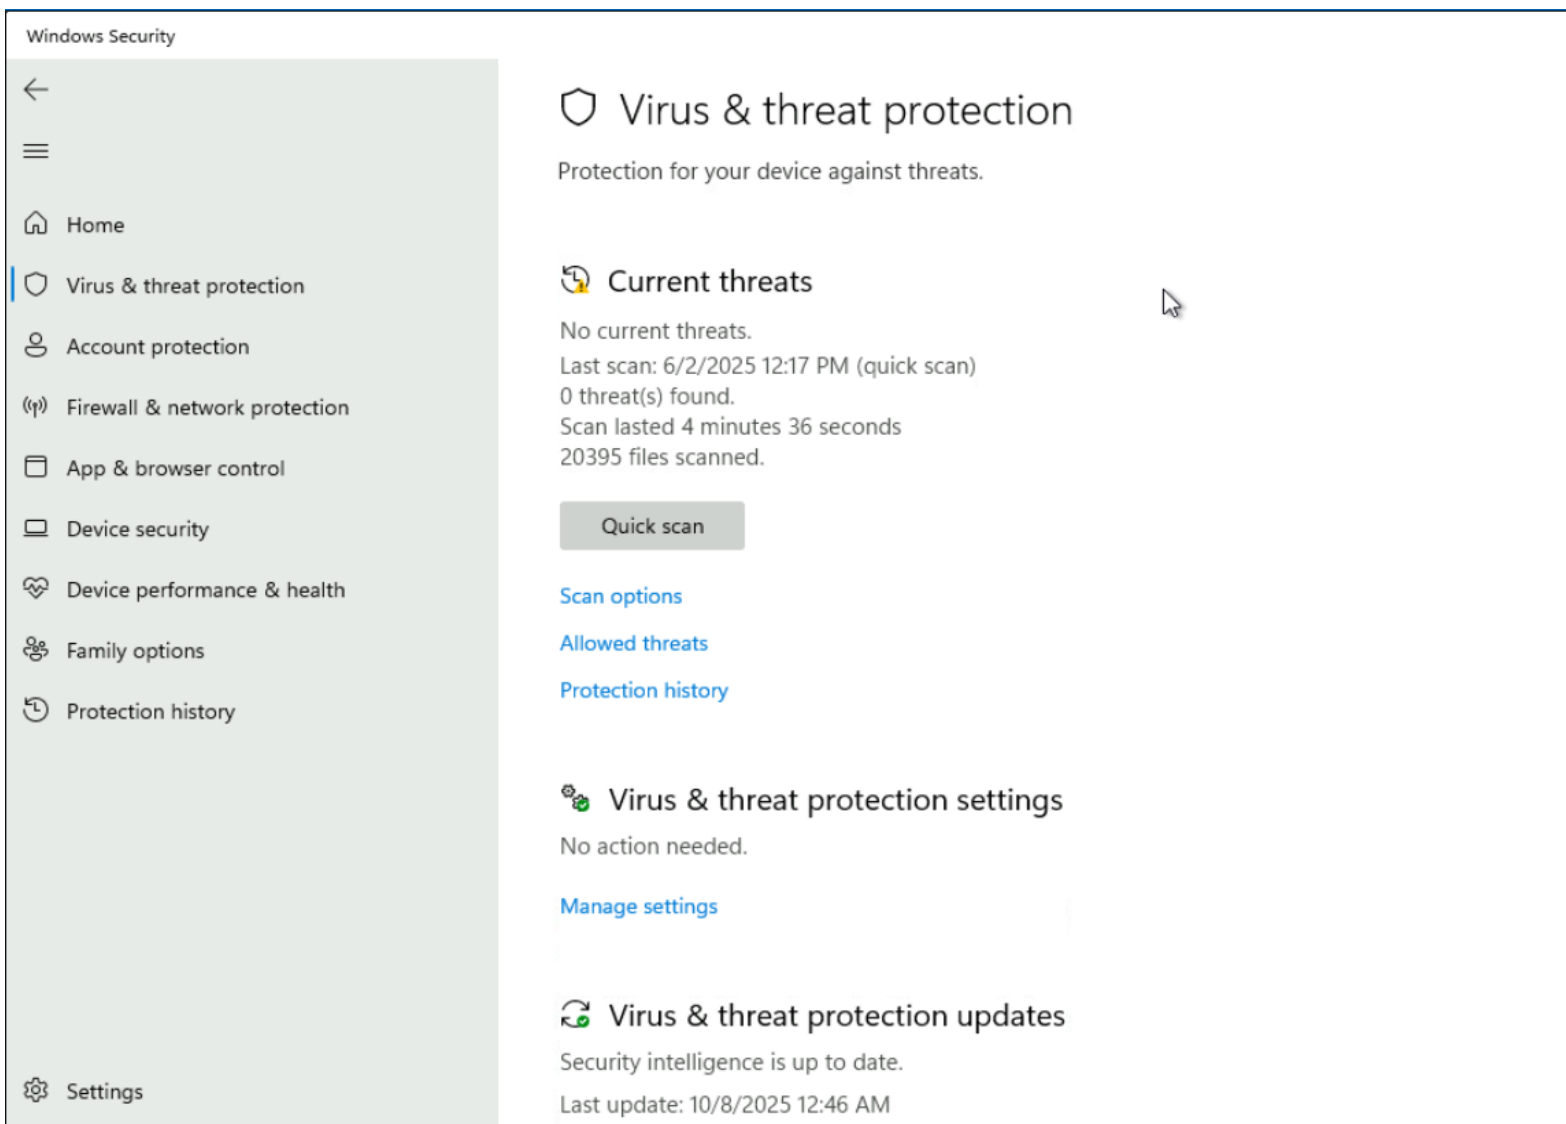 Windows Security
Home
Virus & threat protection
Account protection
Firewall & network protection
App & browser control
Device security
Device performance & health
Family options
Protection history
Settings
Virus & threat protection
Protection for your device against threats.
Current threats
No current threats.
Last scan: 6/2/2025 12:17 PM (quick scan)
0 threat(s) found.
Scan lasted 4 minutes 36 seconds
20395 files scanned.
Quick scan
Scan options
Allowed threats
Protection history
Virus & threat protection settings
No action needed.
Manage settings
Virus & threat protection updates
Security intelligence is up to date.
Last update: 10/8/2025 12:46 AM